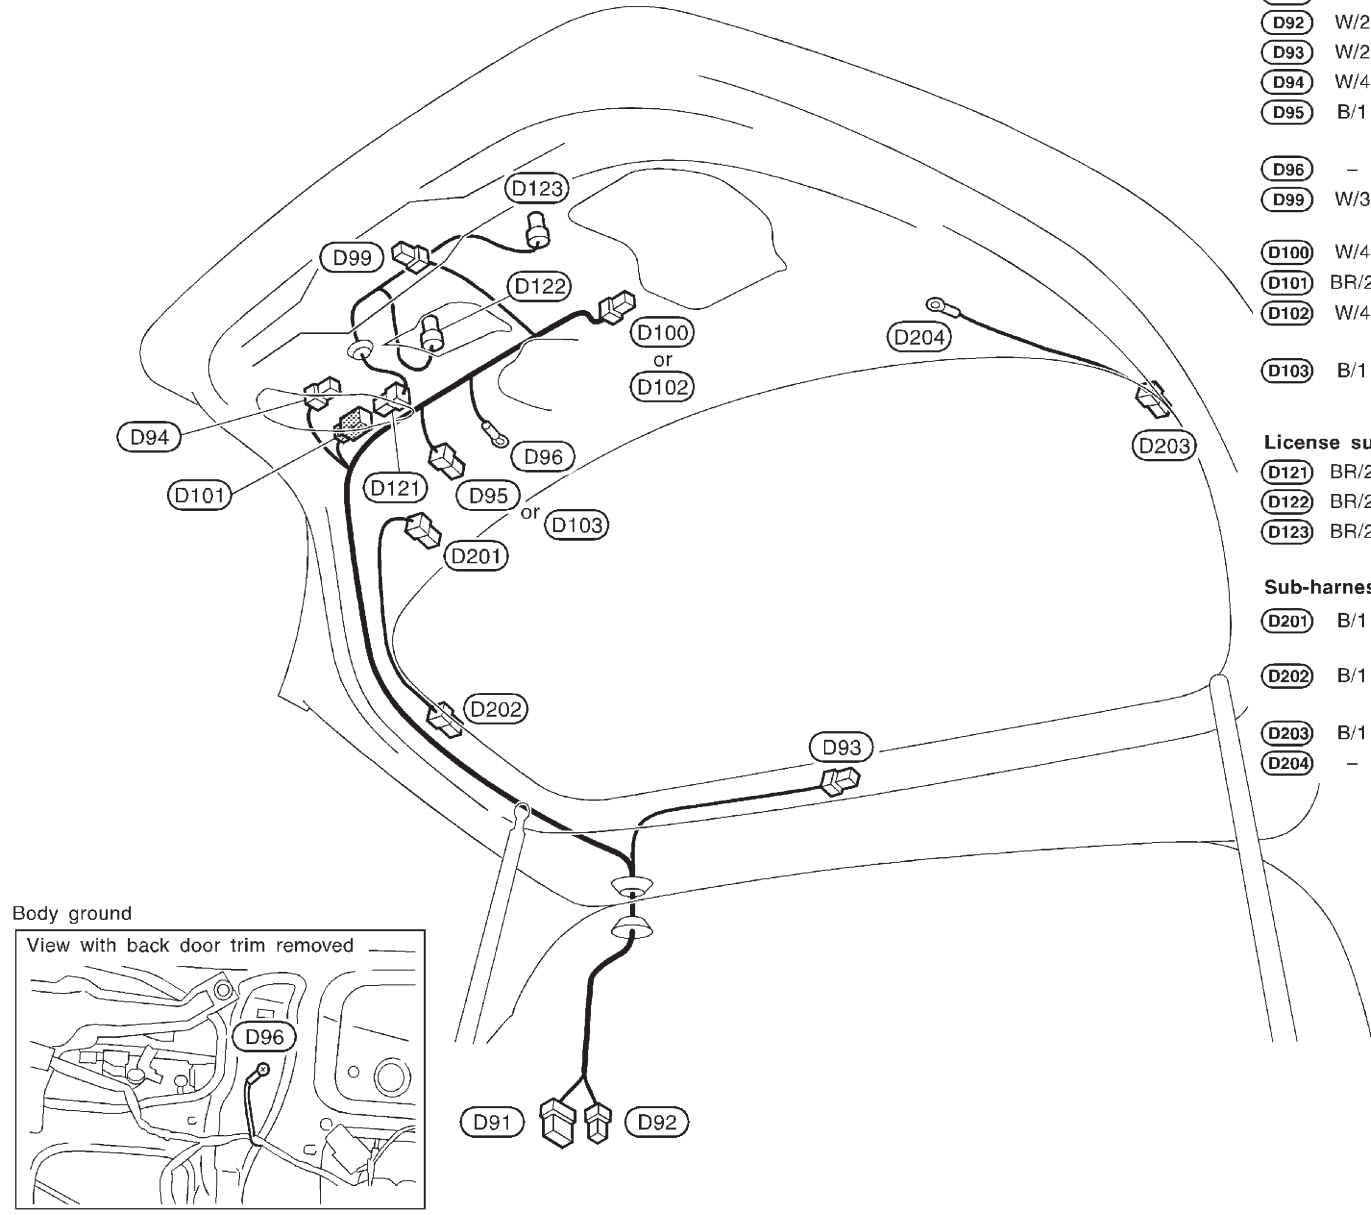 D92 W/2
D93 W/2
D94 W/4
D95 B/1
D96 –
D99 W/3
D100 W/4
D101 BR/2
D102 W/4
D103 B/1
License su
D121 BR/2
D122 BR/2
D123 BR/2
Sub-harnes
D201 B/1
D202 B/1
D203 B/1
D204 –
D123
D99
D122
D100
or
D102
D204
D94
D96
D203
D101
D121
D95
or
D103
D201
D202
D93
Body ground
View with back door trim removed
D96
D91
D92